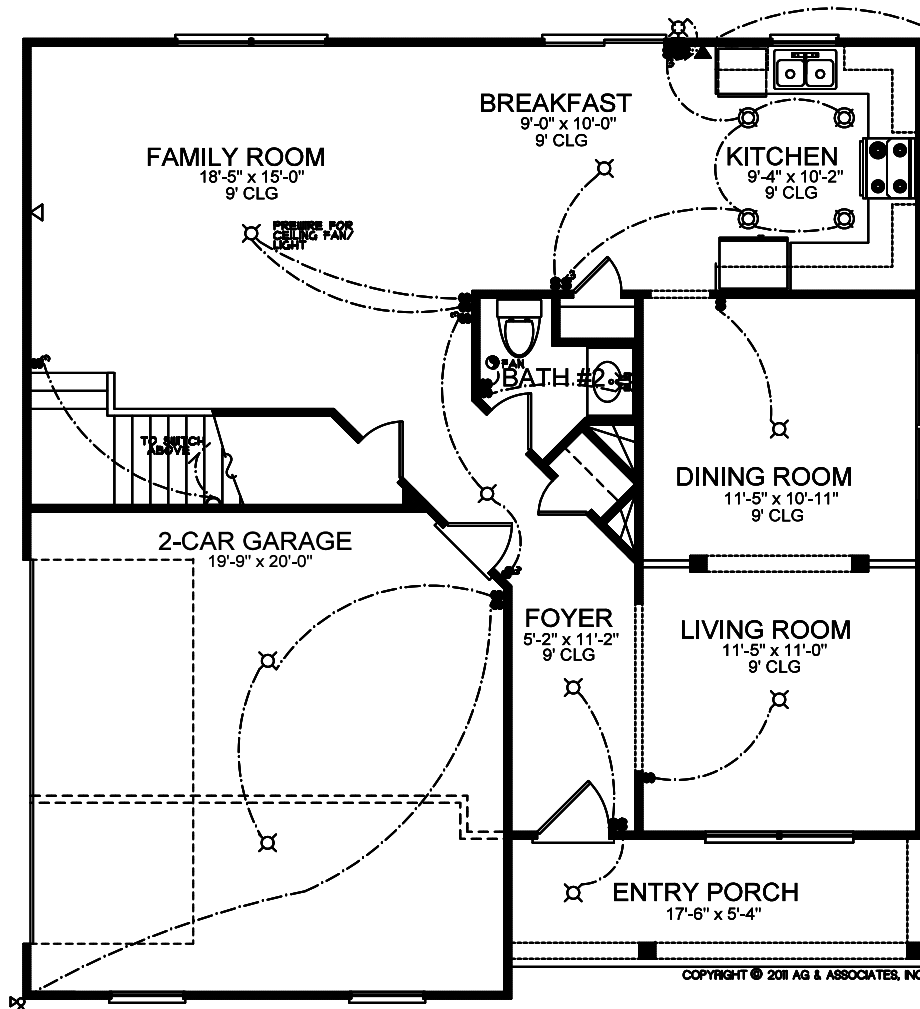 BREAKFAST
9'-0" x 10'-0"
9' CLG
FAMILY ROOM
18'-5" x 15'-0"
9' CLG
KITCHEN
9'-4" x 10'-2"
9' CLG
PREWIRE FOR
CEILING FAN/
LIGHT
FAN
BATH #2
TO SWITCH
ABOVE
DINING ROOM
11'-5" x 10'-11"
9' CLG
2-CAR GARAGE
19'-9" x 20'-0"
FOYER
5'-2" x 11'-2"
9' CLG
LIVING ROOM
11'-5" x 11'-0"
9' CLG
ENTRY PORCH
17'-6" x 5'-4"
COPYRIGHT © 2011 AG & ASSOCIATES, INC